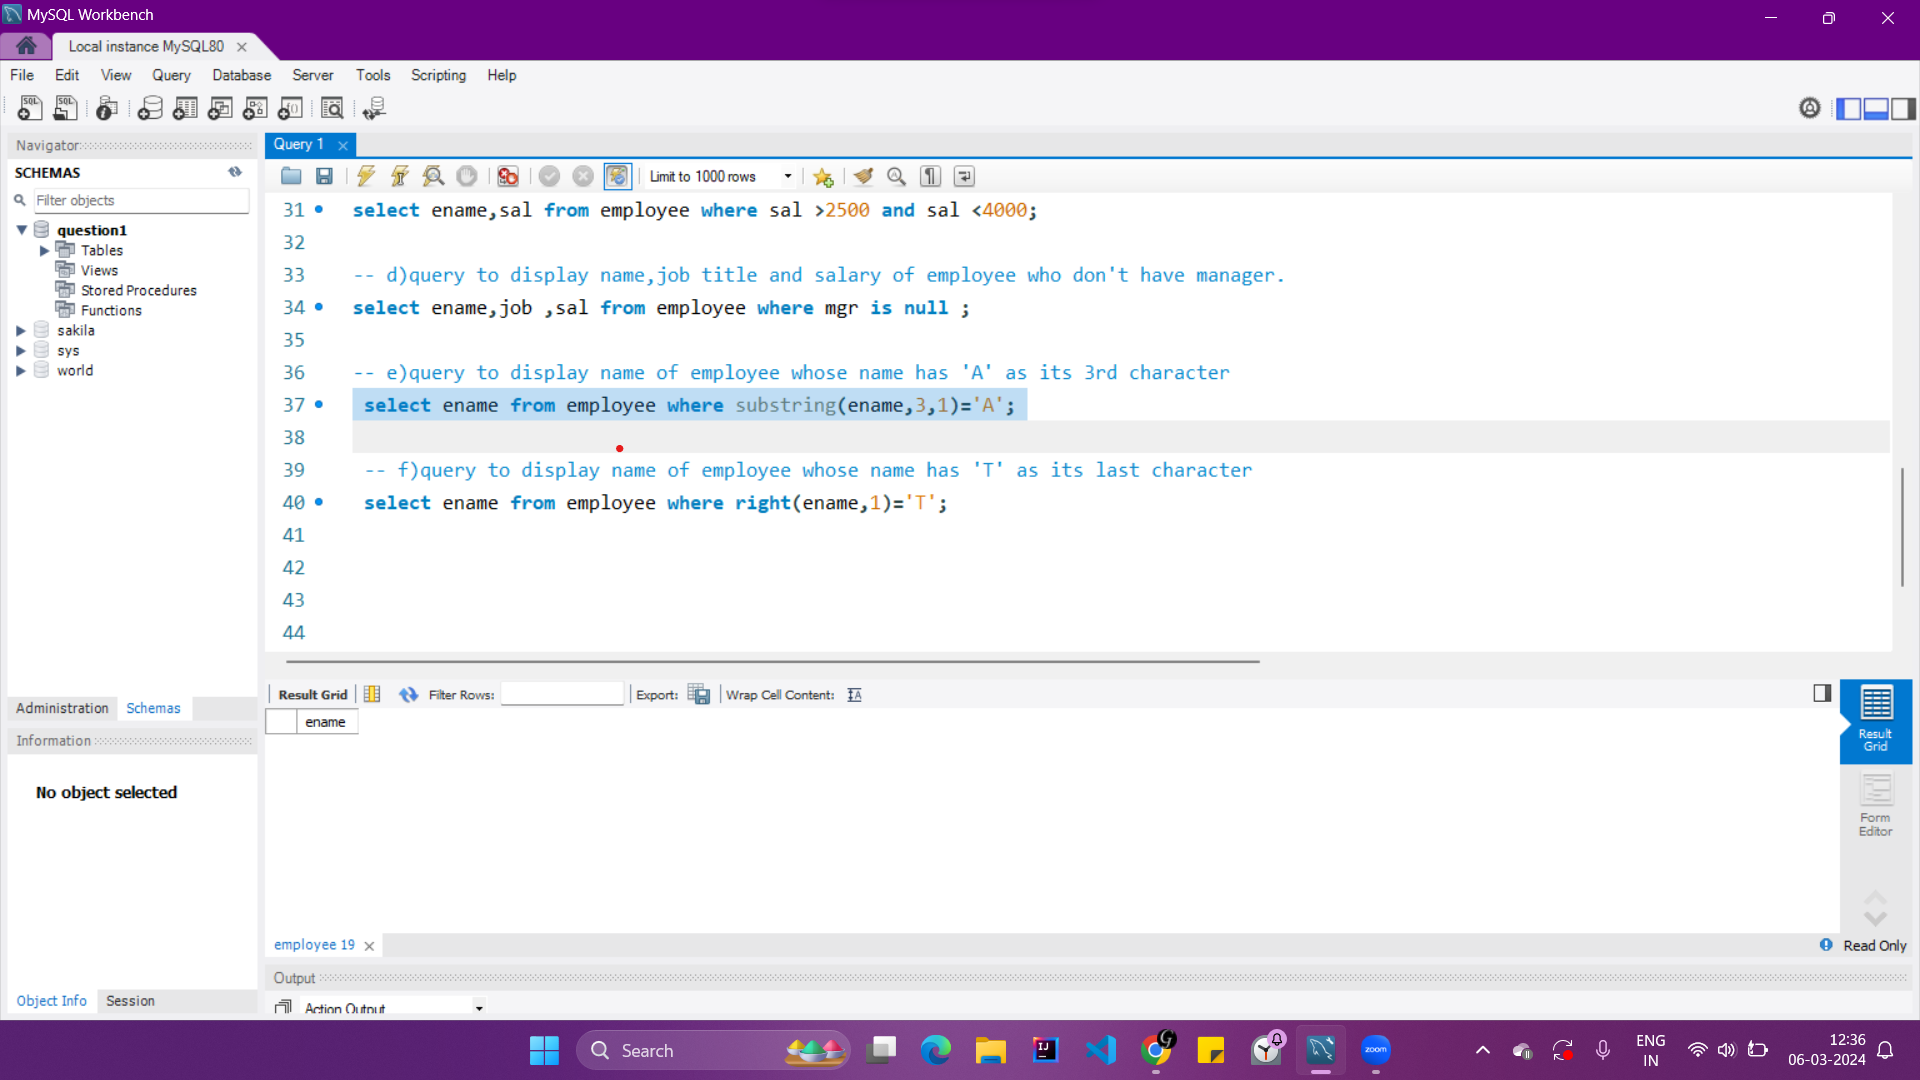 MySQL Workbench
Local instance MySQL80
File Edit View Query Database Server Tools Scripting Help
Navigator
SCHEMAS
Filter objects
question1
Tables
Views
Stored Procedures
Functions
sakila
sys
world
Administration Schemas
Information
No object selected
Object Info Session
Query 1
Limit to 1000 rows
31 select ename,sal from employee where sal >2500 and sal <4000;
32
33 -- d)query to display name,job title and salary of employee who don't have manager.
34 select ename,job ,sal from employee where mgr is null ;
35
36 -- e)query to display name of employee whose name has 'A' as its 3rd character
37 select ename from employee where substring(ename,3,1)='A';
38
39 -- f)query to display name of employee whose name has 'T' as its last character
40 select ename from employee where right(ename,1)='T';
41
42
43
44
Result Grid Filter Rows: Export: Wrap Cell Content:
ename
Result
Grid
Form
Editor
employee 19
Read Only
Output
Action Output
Search
zoom
ENG
IN
12:36
06-03-2024